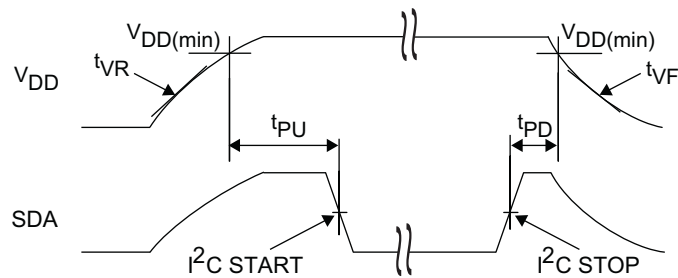 VDD(min)
VDD(min)
tVR
tVF
VDD
tPU
tPD
SDA
I2C START
I2C STOP